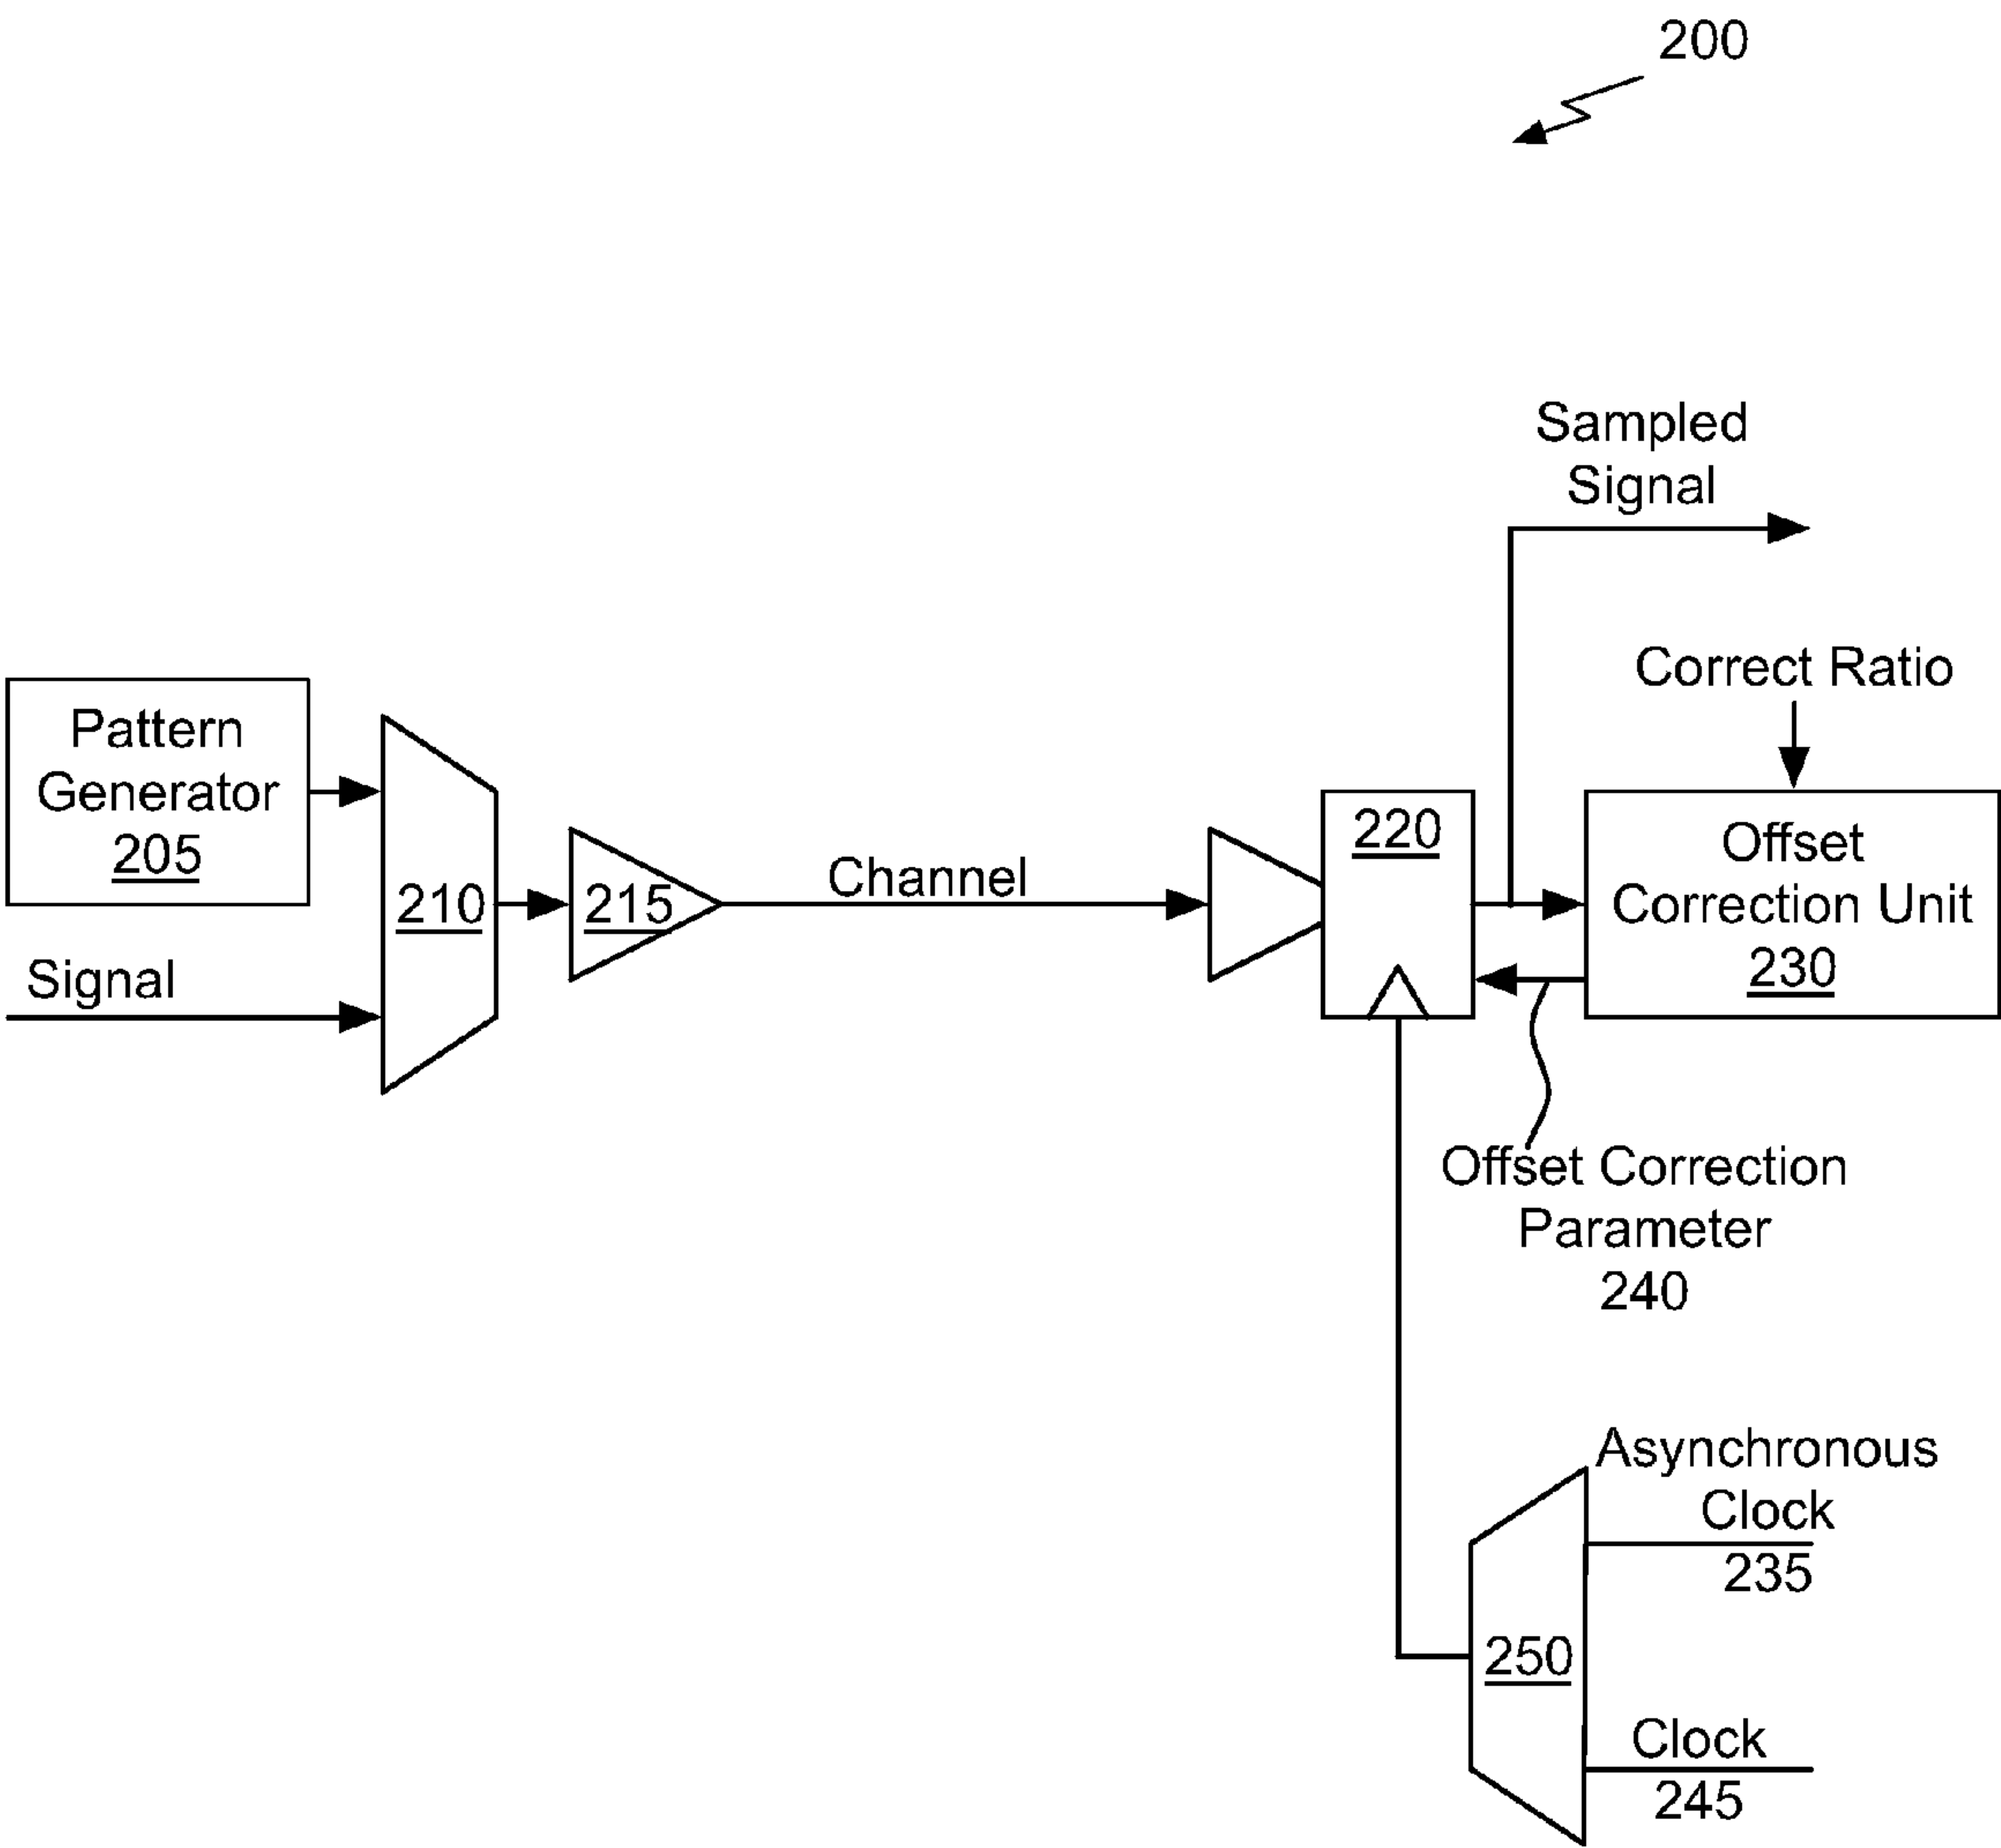 200
Sampled
Signal
Correct Ratio
Pattern
Generator
205
Signal
210
215
Channel
220
Offset
Correction Unit
230
Offset Correction
Parameter
240
Asynchronous
Clock
235
250
Clock
245